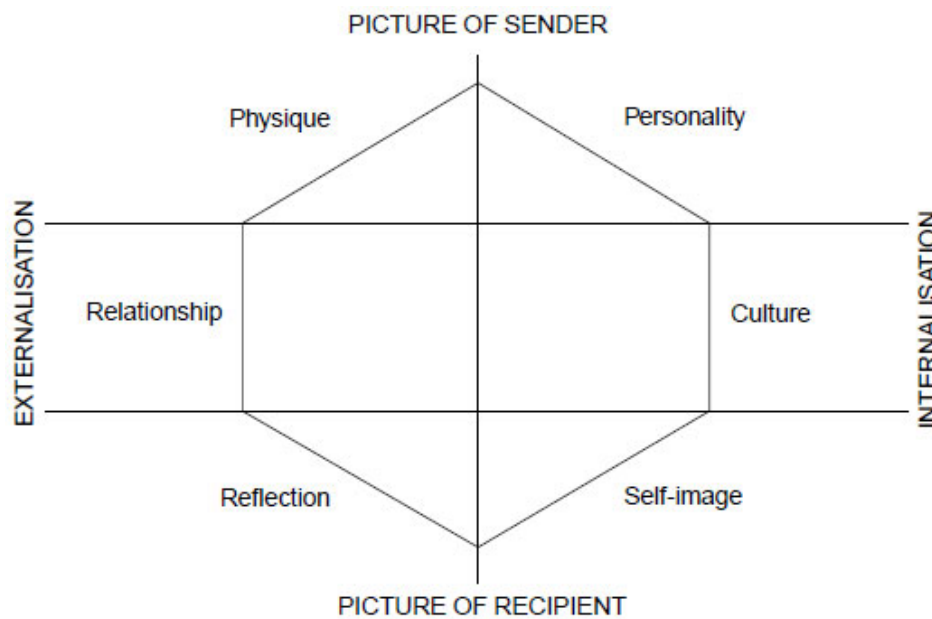 PICTURE OF SENDER
Physique
Personality
EXTERNALISATION
INTERNALISATION
Relationship
Culture
Reflection
Self-image
PICTURE OF RECIPIENT